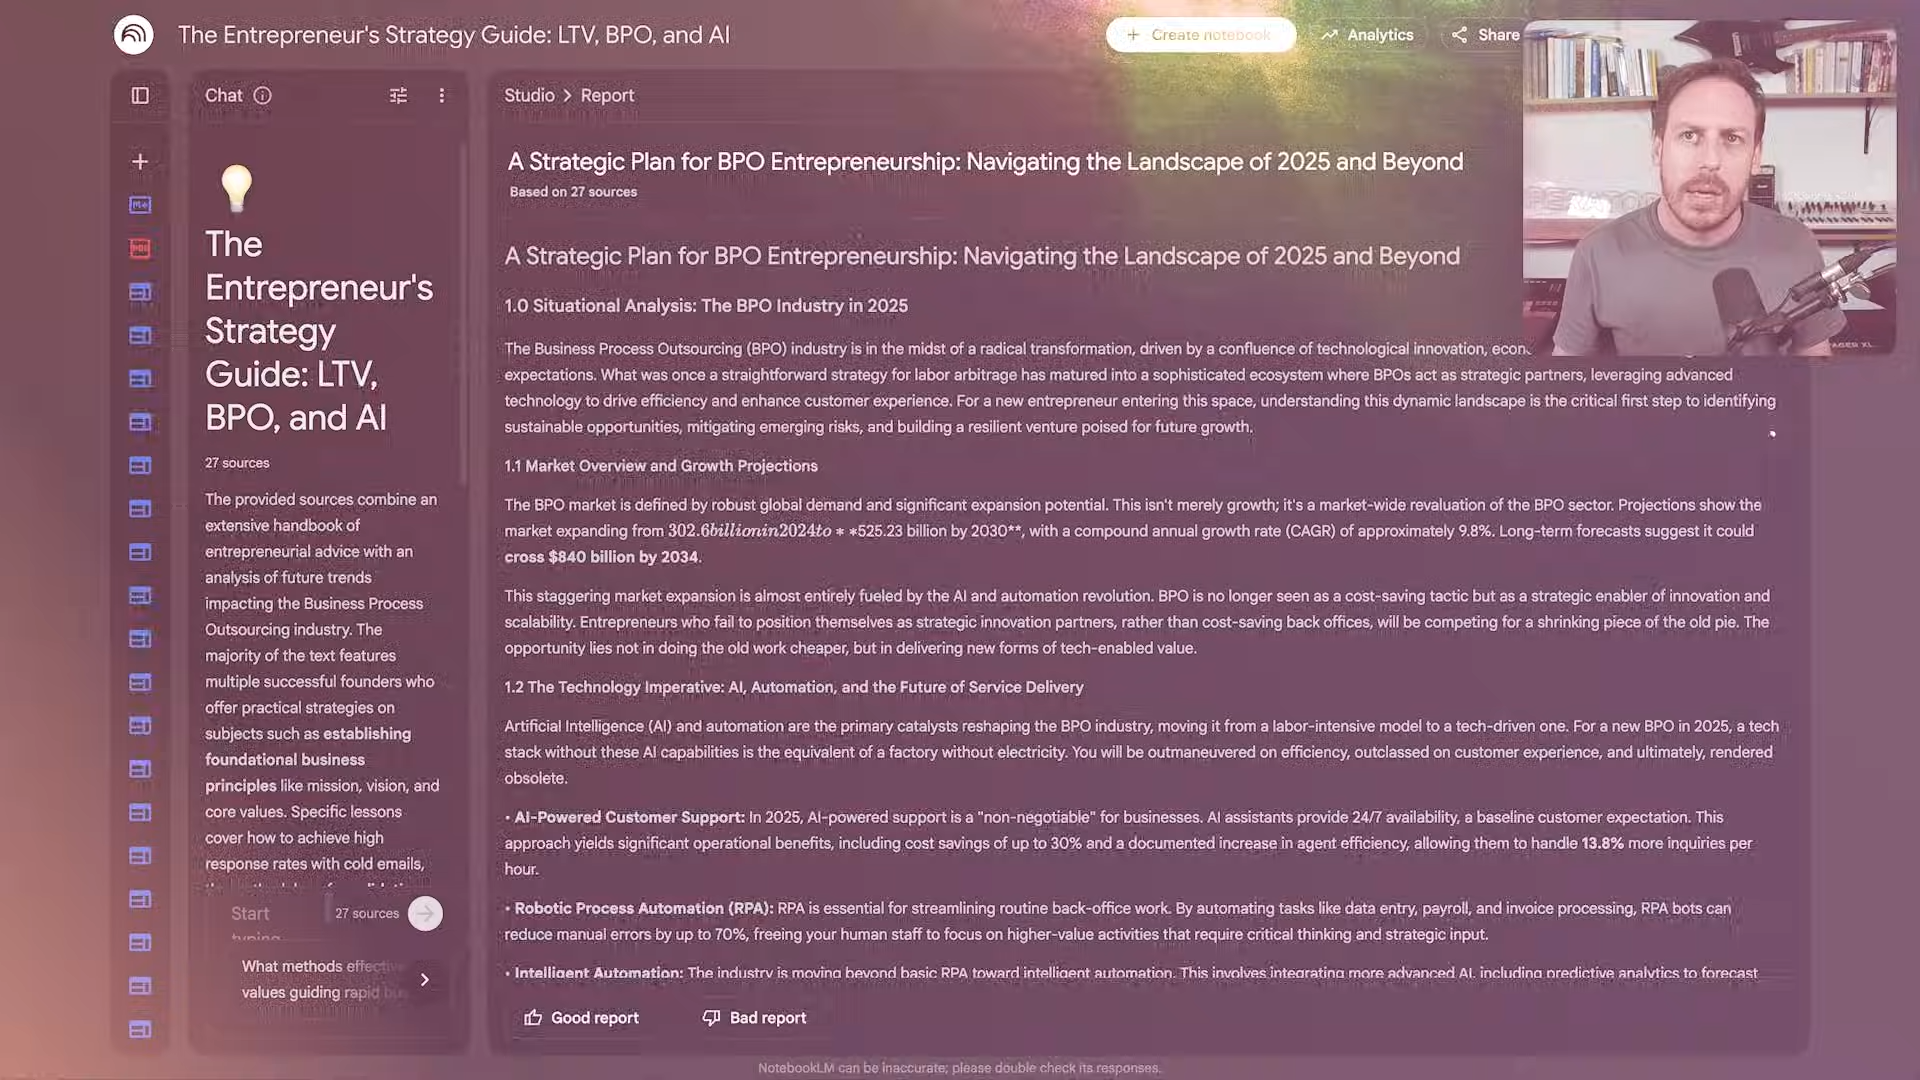 The Entrepreneur's Strategy Guide: LTV, BPO, and AI
+ Create notebook
Analytics
Share
Chat
Studio > Report
The
Entrepreneur's
Strategy
Guide: LTV,
BPO, and AI
27 sources
The provided sources combine an
extensive handbook of
entrepreneurial advice with an
analysis of future trends
impacting the Business Process
Outsourcing industry. The
majority of the text features
multiple successful founders who
offer practical strategies on
subjects such as establishing
foundational business
principles like mission, vision, and
core values. Specific lessons
cover how to achieve high
response rates with cold emails,
Start
typing...
27 sources
What methods effective
values guiding rapid
A Strategic Plan for BPO Entrepreneurship: Navigating the Landscape of 2025 and Beyond
Based on 27 sources
A Strategic Plan for BPO Entrepreneurship: Navigating the Landscape of 2025 and Beyond
1.0 Situational Analysis: The BPO Industry in 2025
The Business Process Outsourcing (BPO) industry is in the midst of a radical transformation, driven by a confluence of technological innovation,
expectations. What was once a straightforward strategy for labor arbitrage has matured into a sophisticated ecosystem where BPOs act as strategic partners, leveraging advanced
technology to drive efficiency and enhance customer experience. For a new entrepreneur entering this space, understanding this dynamic landscape is the critical first step to identifying
sustainable opportunities, mitigating emerging risks, and building a resilient venture poised for future growth.
1.1 Market Overview and Growth Projections
The BPO market is defined by robust global demand and significant expansion potential. This isn't merely growth; it's a market-wide revaluation of the BPO sector. Projections show the
market expanding from 302.6billionin2024to * *525.23 billion by 2030**, with a compound annual growth rate (CAGR) of approximately 9.8%. Long-term forecasts suggest it could
cross $840 billion by 2034.
This staggering market expansion is almost entirely fueled by the AI and automation revolution. BPO is no longer seen as a cost-saving tactic but as a strategic enabler of innovation and
scalability. Entrepreneurs who fail to position themselves as strategic innovation partners, rather than cost-saving back offices, will be competing for a shrinking piece of the old pie. The
opportunity lies not in doing the old work cheaper, but in delivering new forms of tech-enabled value.
1.2 The Technology Imperative: AI, Automation, and the Future of Service Delivery
Artificial Intelligence (AI) and automation are the primary catalysts reshaping the BPO industry, moving it from a labor-intensive model to a tech-driven one. For a new BPO in 2025, a tech
stack without these AI capabilities is the equivalent of a factory without electricity. You will be outmaneuvered on efficiency, outclassed on customer experience, and ultimately, rendered
obsolete.
• AI-Powered Customer Support: In 2025, AI-powered support is a "non-negotiable" for businesses. AI assistants provide 24/7 availability, a baseline customer expectation. This
approach yields significant operational benefits, including cost savings of up to 30% and a documented increase in agent efficiency, allowing them to handle 13.8% more inquiries per
hour.
• Robotic Process Automation (RPA): RPA is essential for streamlining routine back-office work. By automating tasks like data entry, payroll, and invoice processing, RPA bots can
reduce manual errors by up to 70%, freeing your human staff to focus on higher-value activities that require critical thinking and strategic input.
• Intelligent Automation: The industry is moving beyond basic RPA toward intelligent automation. This involves integrating more advanced AI, including predictive analytics to forecast
Good report
Bad report
NotebookLM can be inaccurate; please double check its responses.